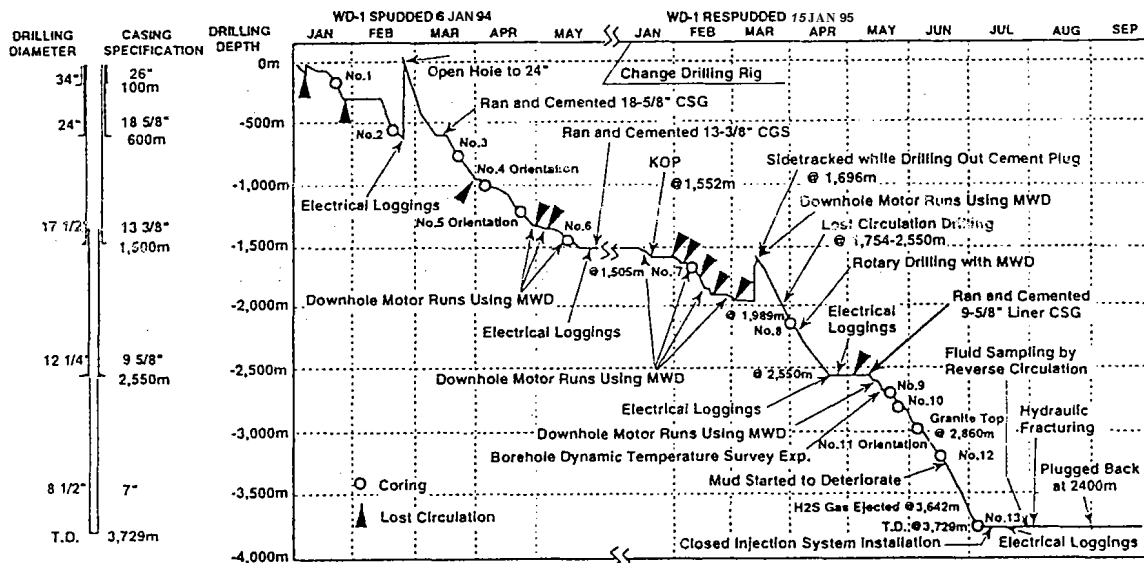 WD-1 SPUDDED 6 JAN 94
WD-1 RESPUDDED 15 JAN 95
DRILLING DIAMETER
CASING SPECIFICATION
DRILLING DEPTH
JAN FEB MAR APR MAY JAN FEB MAR APR MAY JUN JUL AUG SEP
34"
26"
100m
24"
18 5/8"
600m
17 1/2"
13 3/8"
1,500m
12 1/4"
9 5/8"
2,550m
8 1/2"
7"
T.D.
3,729m
0m
-500m
-1,000m
-1,500m
-2,000m
-2,500m
-3,000m
-3,500m
-4,000m
No.1
Open Hole to 24"
Change Drilling Rig
No.2
Ran and Cemented 18-5/8" CSG
No.3
Ran and Cemented 13-3/8" CGS
No.4 Orientation
Electrical Loggings
No.5 Orientation
KOP
@1,552m
Sidetracked while Drilling Out Cement Plug
@ 1,696m
Downhole Motor Runs Using MWD
No.6
Lost Circulation Drilling
@ 1,754-2,550m
@1,505m
No. 7
Rotary Drilling with MWD
Downhole Motor Runs Using MWD
Electrical Loggings
@ 1,989m
No.8
Electrical
Loggings
Ran and Cemented
9-5/8" Liner CSG
Downhole Motor Runs Using MWD
@ 2,550m
Fluid Sampling by
Reverse Circulation
Electrical Loggings
No.9
No.10
Granite Top
@ 2,860m
Hydraulic
Fracturing
Downhole Motor Runs Using MWD
No.11 Orientation
Borehole Dynamic Temperature Survey Exp.
No.12
Mud Started to Deteriorate
Plugged Back
at 2400m
Coring
Lost Circulation
H2S Gas Ejected @3,642m
T.D.@3,729m
No.13
Closed Injection System Installation
Electrical Loggings